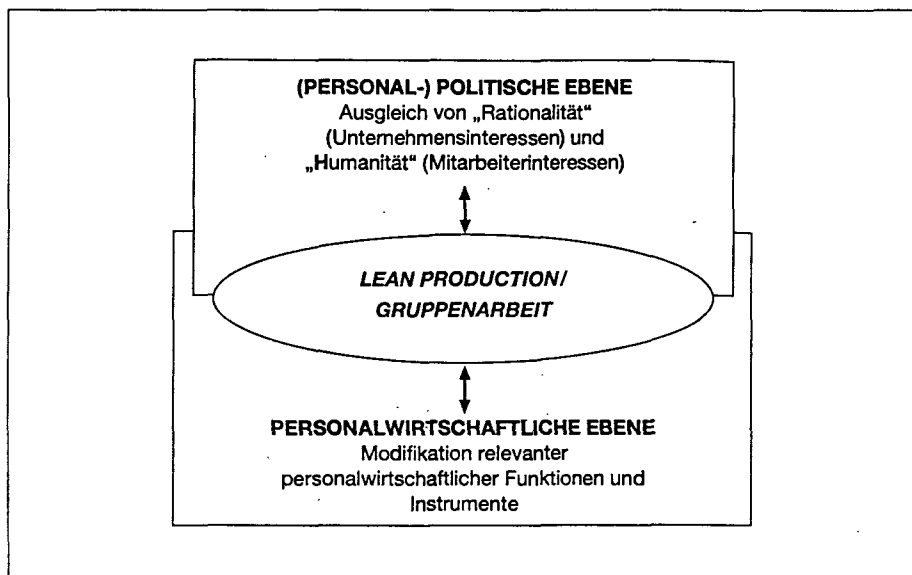 (PERSONAL-) POLITISCHE EBENE
Ausgleich von „Rationalität“
(Unternehmensinteressen) und
„Humanität“ (Mitarbeiterinteressen)
LEAN PRODUCTION/
GRUPPENARBEIT
PERSONALWIRTSCHAFTLICHE EBENE
Modifikation relevanter
personalwirtschaftlicher Funktionen und
Instrumente